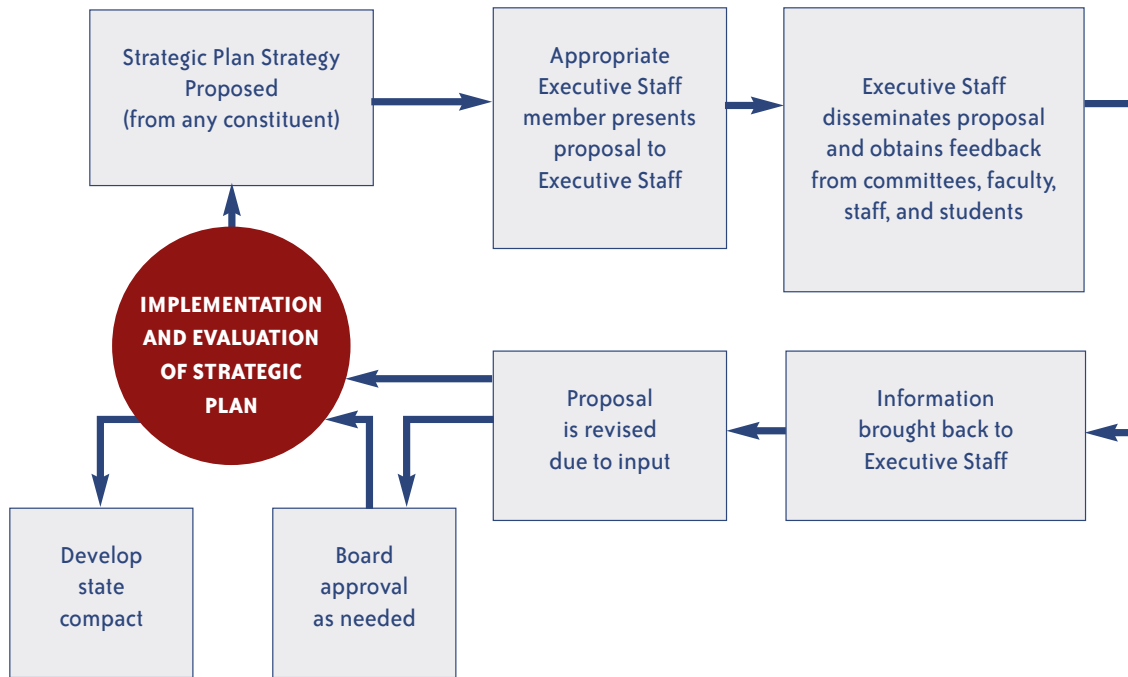 Strategic Plan Strategy
Proposed
(from any constituent)
Appropriate
Executive Staff
member presents
proposal to
Executive Staff
Executive Staff
disseminates proposal
and obtains feedback
from committees, faculty,
staff, and students
IMPLEMENTATION
AND EVALUATION
OF STRATEGIC
PLAN
Proposal
is revised
due to input
Information
brought back to
Executive Staff
Develop
state
compact
Board
approval
as needed